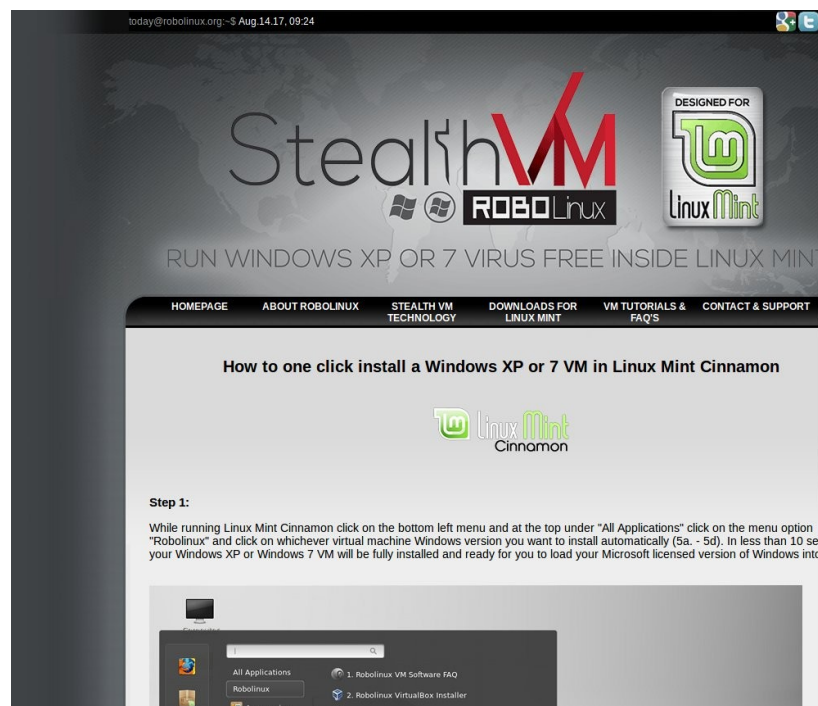 today@robolinux.org:~$ Aug.14.17, 09:24
StealthVM
DESIGNED FOR
Linux Mint
ROBOLinux
RUN WINDOWS XP OR 7 VIRUS FREE INSIDE LINUX MIN
HOMEPAGE ABOUT ROBOLINUX STEALTH VM DOWNLOADS FOR VM TUTORIALS & CONTACT & SUPPORT
TECHNOLOGY LINUX MINT FAQ'S
How to one click install a Windows XP or 7 VM in Linux Mint Cinnamon
Linux Mint
Cinnamon
Step 1:
While running Linux Mint Cinnamon click on the bottom left menu and at the top under "All Applications" click on the menu option
"Robolinux" and click on whichever virtual machine Windows version you want to install automatically (5a. - 5d). In less than 10 se
your Windows XP or Windows 7 VM will be fully installed and ready for you to load your Microsoft licensed version of Windows into
All Applications 1. Robolinux VM Software FAQ
Robolinux 2. Robolinux VirtualBox Installer